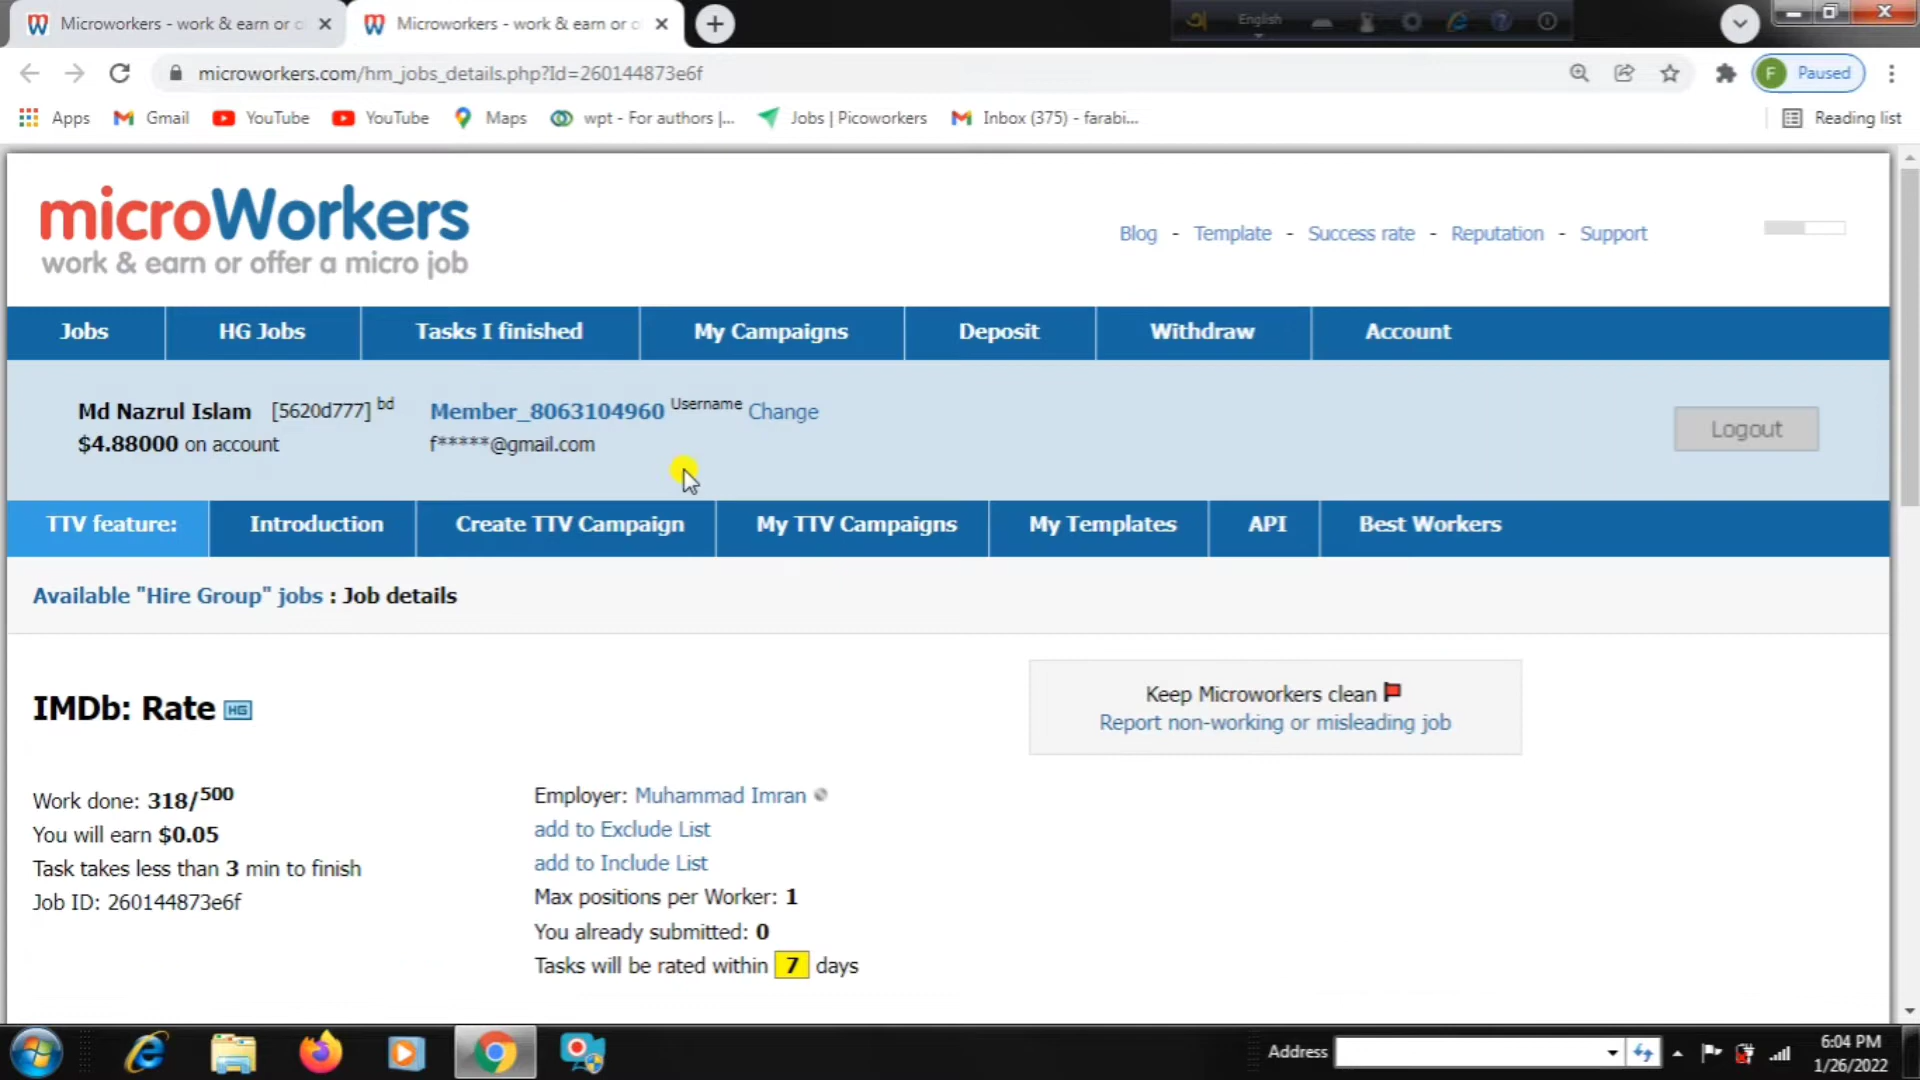 Microworkers - work & earn or o
Microworkers - work & earn or o
English
microworkers.com/hm_jobs_details.php?Id=260144873e6f
F Paused
Apps
Gmail
YouTube
YouTube
Maps
wpt - For authors |...
Jobs | Picoworkers
Inbox (375) - farabi...
Reading list
microWorkers
work & earn or offer a micro job
Blog - Template - Success rate - Reputation - Support
Jobs
HG Jobs
Tasks I finished
My Campaigns
Deposit
Withdraw
Account
Md Nazrul Islam [5620d777] bd
Member_8063104960 Username Change
$4.88000 on account
f*****@gmail.com
Logout
TTV feature:
Introduction
Create TTV Campaign
My TTV Campaigns
My Templates
API
Best Workers
Available "Hire Group" jobs : Job details
IMDb: Rate HG
Keep Microworkers clean
Report non-working or misleading job
Work done: 318/500
You will earn $0.05
Task takes less than 3 min to finish
Job ID: 260144873e6f
Employer: Muhammad Imran
add to Exclude List
add to Include List
Max positions per Worker: 1
You already submitted: 0
Tasks will be rated within 7 days
Address
6:04 PM
1/26/2022